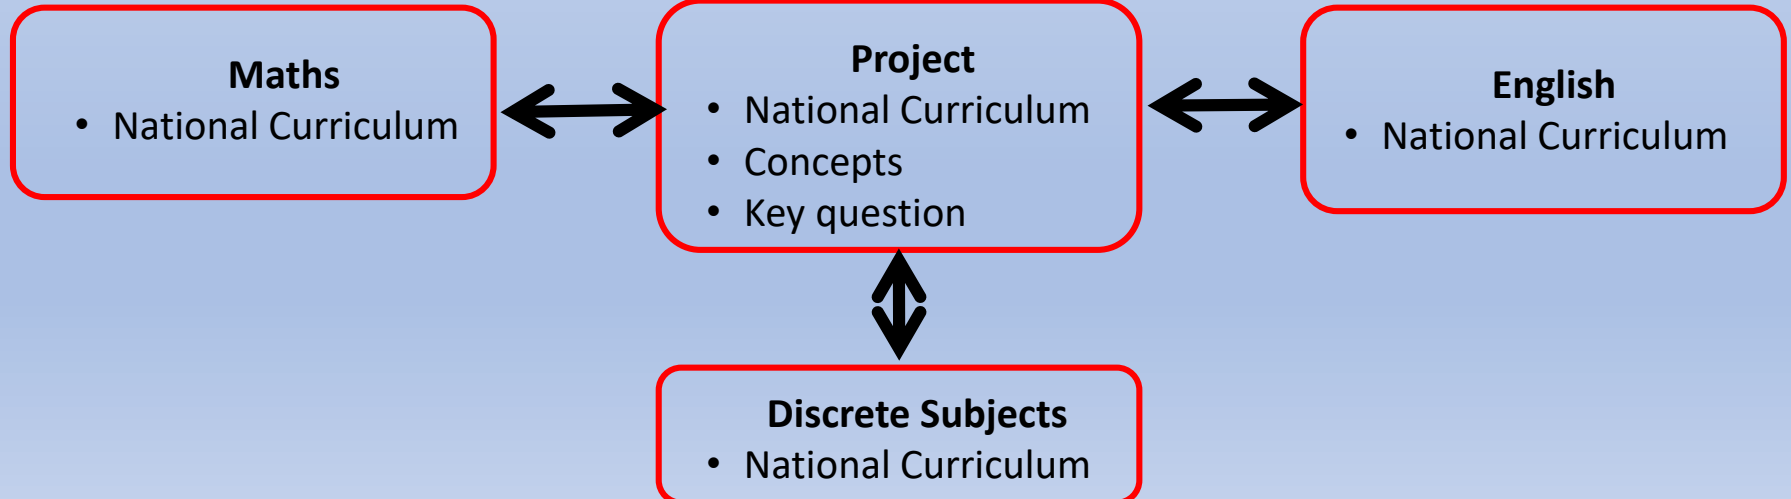 Maths
• National Curriculum
Project
• National Curriculum
• Concepts
• Key question
English
• National Curriculum
Discrete Subjects
• National Curriculum